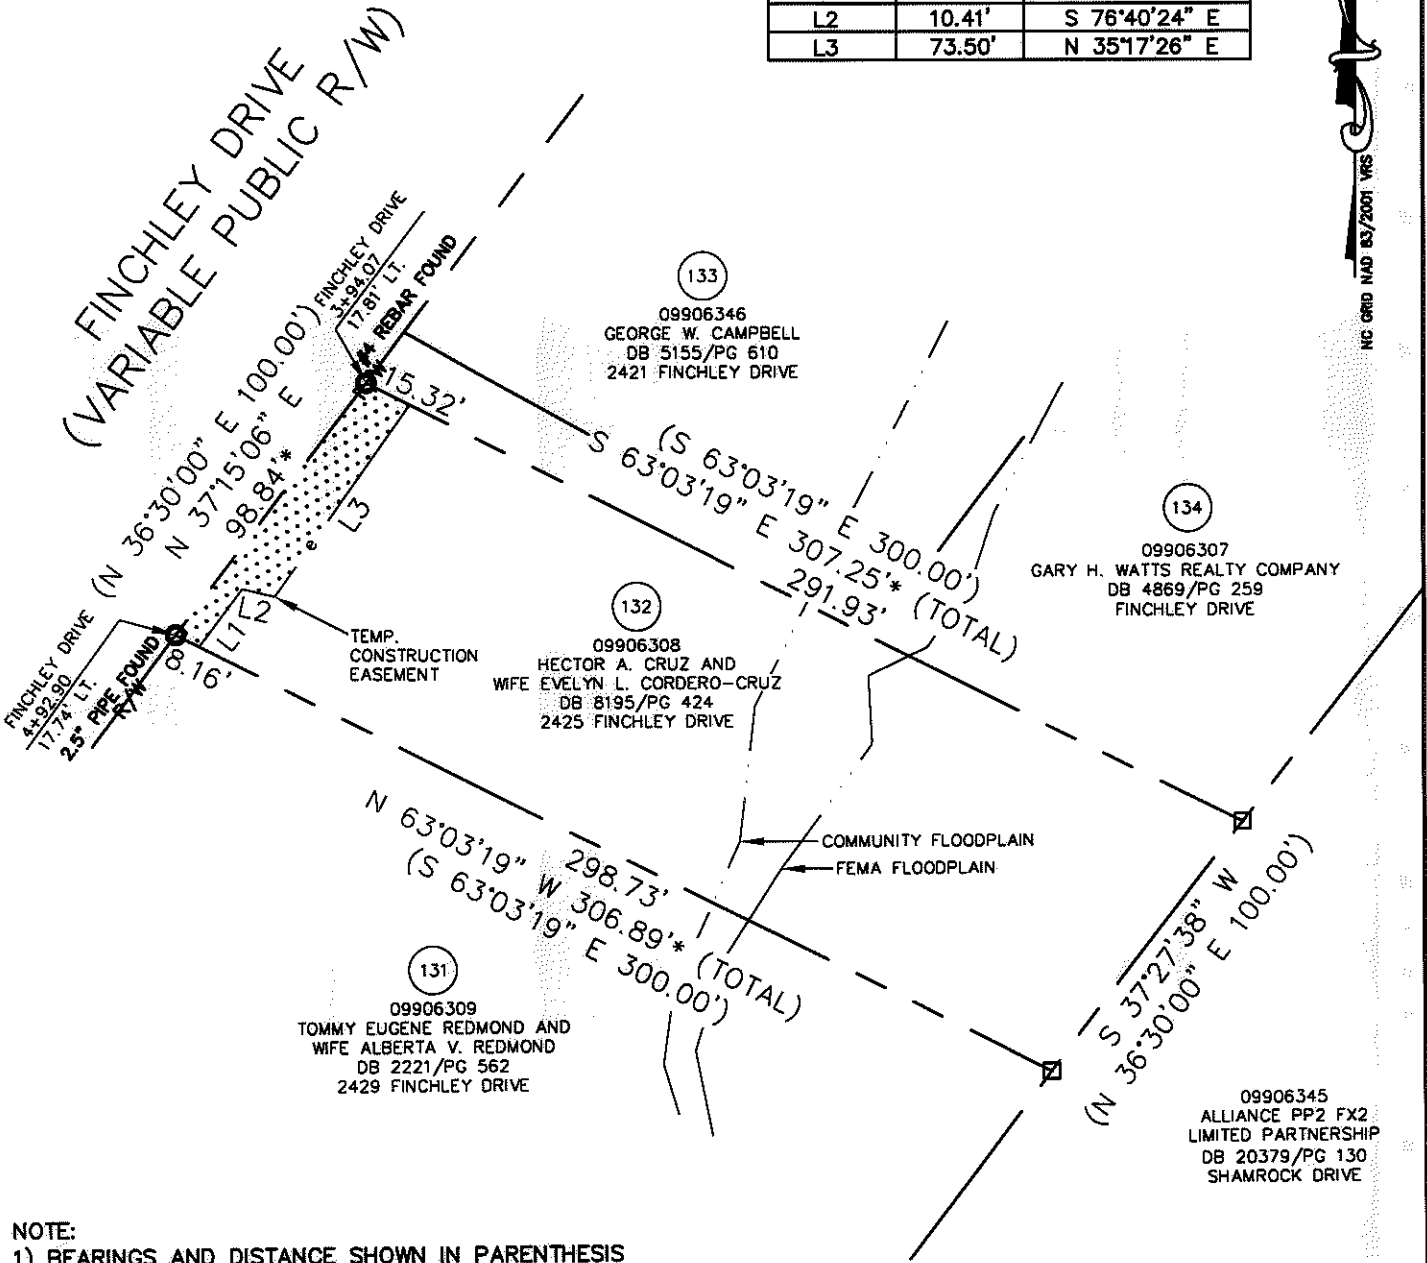 L2 10.41' S 76°40'24" E
L3 73.50' N 35°17'26" E
NC GRID NAD 83/2001 VRS
FINCHLEY DRIVE
(VARIABLE PUBLIC R/W)
FINCHLEY DRIVE
3+94.07
17.81' LT.
#4 REBAR FOUND
R/W
15.32'
(N 36°30'00" E 100.00')
N 37°15'06" E
98.84'*
L3
e
L2
L1
TEMP.
CONSTRUCTION
EASEMENT
FINCHLEY DRIVE
4+92.90
17.74' LT.
2.5" PIPE FOUND
R/W
8.16'
133
09906346
GEORGE W. CAMPBELL
DB 5155/PG 610
2421 FINCHLEY DRIVE
(S 63°03'19" E 300.00')
S 63°03'19" E 307.25'* (TOTAL)
291.93'
134
09906307
GARY H. WATTS REALTY COMPANY
DB 4869/PG 259
FINCHLEY DRIVE
132
09906308
HECTOR A. CRUZ AND
WIFE EVELYN L. CORDERO-CRUZ
DB 8195/PG 424
2425 FINCHLEY DRIVE
COMMUNITY FLOODPLAIN
FEMA FLOODPLAIN
298.73'
N 63°03'19" W 306.89'* (TOTAL)
(S 63°03'19" E 300.00')
S 37°27'38" W
(N 36°30'00" E 100.00')
131
09906309
TOMMY EUGENE REDMOND AND
WIFE ALBERTA V. REDMOND
DB 2221/PG 562
2429 FINCHLEY DRIVE
09906345
ALLIANCE PP2 FX2
LIMITED PARTNERSHIP
DB 20379/PG 130
SHAMROCK DRIVE
NOTE:
1) BEARINGS AND DISTANCE SHOWN IN PARENTHESIS